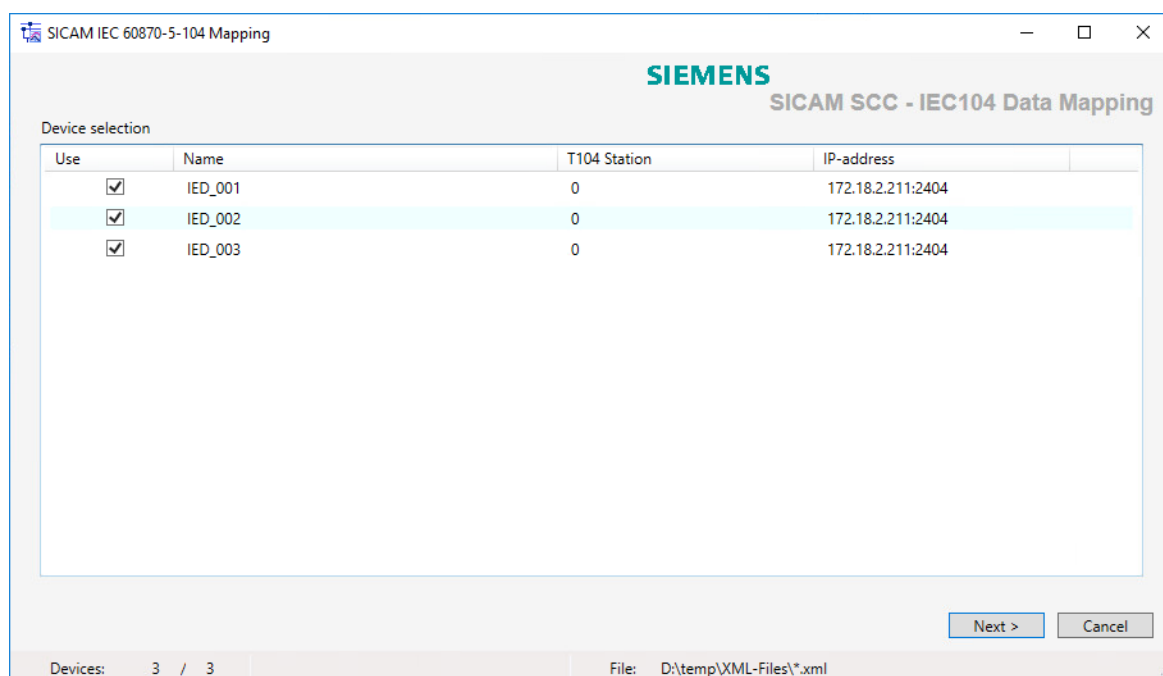 SICAM IEC 60870-5-104 Mapping
SIEMENS
SICAM SCC - IEC104 Data Mapping
Device selection
Use Name T104 Station IP-address
IED_001 0 172.18.2.211:2404
IED_002 0 172.18.2.211:2404
IED_003 0 172.18.2.211:2404
Next > Cancel
Devices: 3 / 3 File: D:\temp\XML-Files\*.xml